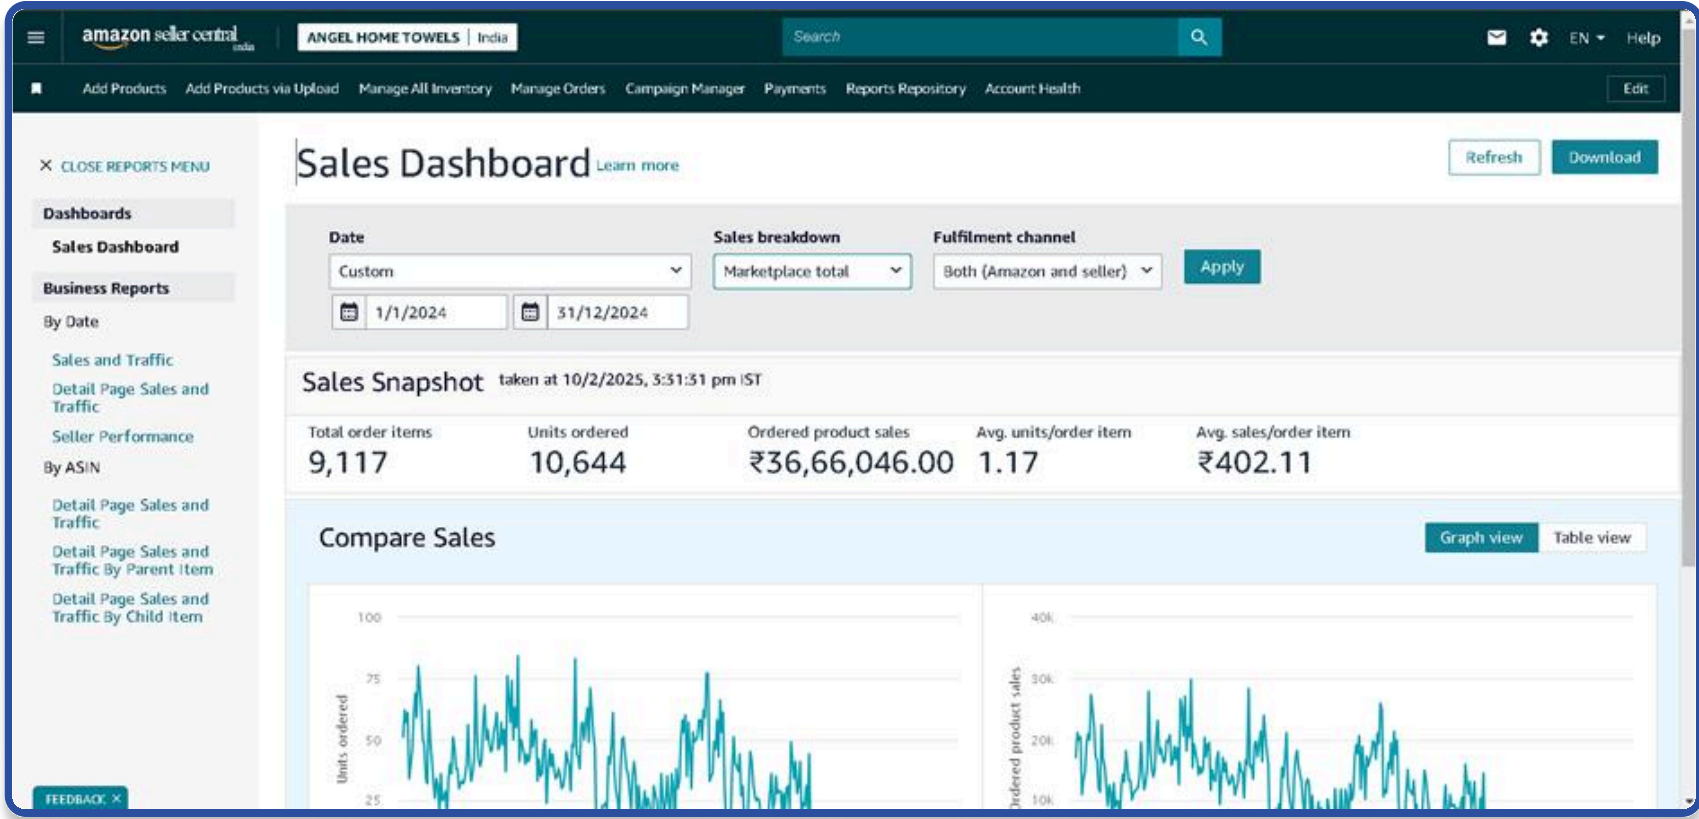 amazon seller central
india
ANGEL HOME TOWELS | India
Search
EN
Help
Add Products
Add Products via Upload
Manage All Inventory
Manage Orders
Campaign Manager
Payments
Reports Repository
Account Health
Edit
CLOSE REPORTS MENU
Dashboards
Sales Dashboard
Business Reports
By Date
Sales and Traffic
Detail Page Sales and
Traffic
Seller Performance
By ASIN
Detail Page Sales and
Traffic
Detail Page Sales and
Traffic By Parent Item
Detail Page Sales and
Traffic By Child Item
FEEDBACK ×
Sales Dashboard Learn more
Refresh
Download
Date
Custom
1/1/2024
31/12/2024
Sales breakdown
Marketplace total
Fulfilment channel
Both (Amazon and seller)
Apply
Sales Snapshot taken at 10/2/2025, 3:31:31 pm IST
Total order items
9,117
Units ordered
10,644
Ordered product sales
₹36,66,046.00
Avg. units/order item
1.17
Avg. sales/order item
₹402.11
Compare Sales
Graph view
Table view
Units ordered
100
75
50
25
Ordered product sales
40k
30k
20k
10k